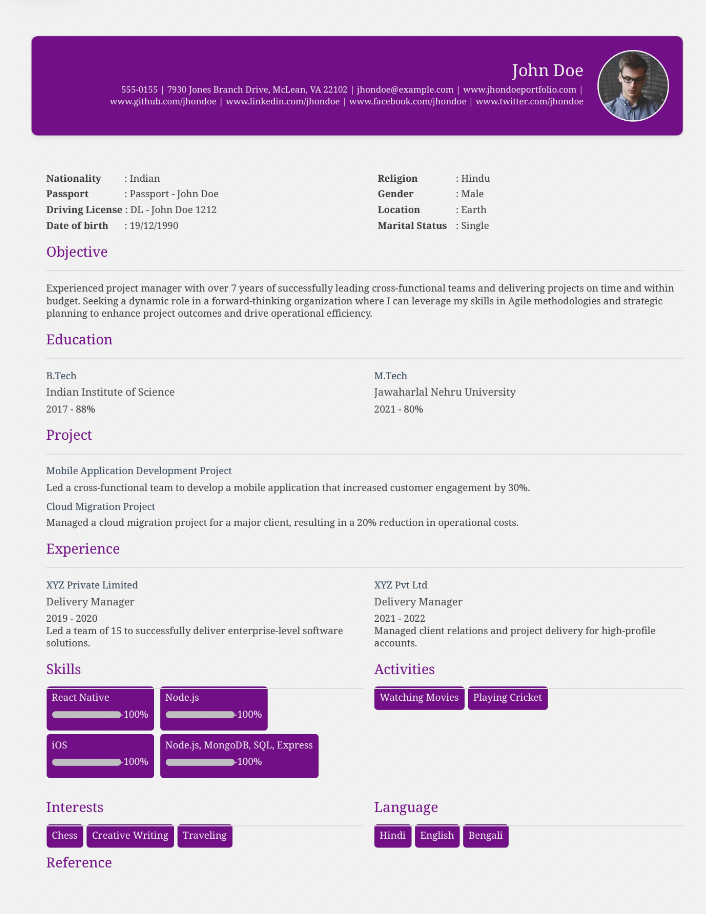 John Doe
555-0155 | 7930 Jones Branch Drive, McLean, VA 22102 | jhondoe@example.com | www.jhondoeportfolio.com |
www.github.com/jhondoe | www.linkedin.com/jhondoe | www.facebook.com/jhondoe | www.twitter.com/jhondoe
Nationality : Indian
Passport : Passport - John Doe
Driving License : DL - John Doe 1212
Date of birth : 19/12/1990
Religion : Hindu
Gender : Male
Location : Earth
Marital Status : Single
Objective
Experienced project manager with over 7 years of successfully leading cross-functional teams and delivering projects on time and within
budget. Seeking a dynamic role in a forward-thinking organization where I can leverage my skills in Agile methodologies and strategic
planning to enhance project outcomes and drive operational efficiency.
Education
B.Tech
Indian Institute of Science
2017 - 88%
M.Tech
Jawaharlal Nehru University
2021 - 80%
Project
Mobile Application Development Project
Led a cross-functional team to develop a mobile application that increased customer engagement by 30%.
Cloud Migration Project
Managed a cloud migration project for a major client, resulting in a 20% reduction in operational costs.
Experience
XYZ Private Limited
Delivery Manager
2019 - 2020
Led a team of 15 to successfully deliver enterprise-level software
solutions.
XYZ Pvt Ltd
Delivery Manager
2021 - 2022
Managed client relations and project delivery for high-profile
accounts.
Skills
React Native
-100%
Node.js
-100%
iOS
-100%
Node.js, MongoDB, SQL, Express
-100%
Activities
Watching Movies
Playing Cricket
Interests
Chess
Creative Writing
Traveling
Language
Hindi
English
Bengali
Reference